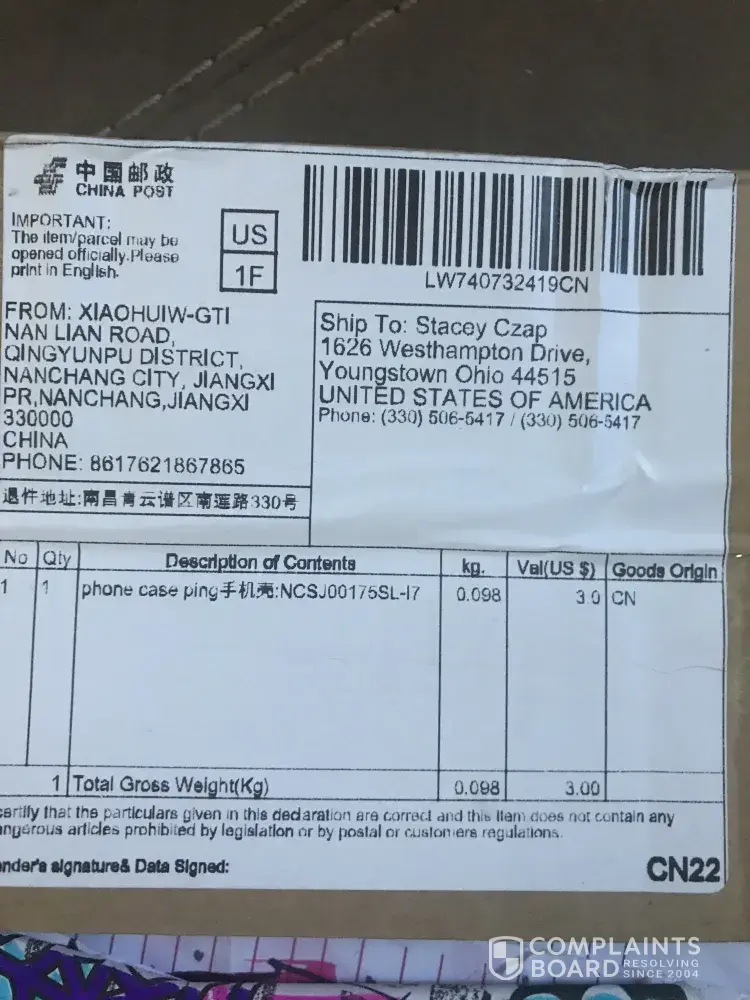 中国邮政
CHINA POST
IMPORTANT:
The item/parcel may be
opened officially.Please
print in English.
US
1F
LW740732419CN
FROM: XIAOHUIW-GTI
NAN LIAN ROAD,
QINGYUNPU DISTRICT,
NANCHANG CITY, JIANGXI
PR,NANCHANG,JIANGXI
330000
CHINA
PHONE: 8617621867865
Ship To: Stacey Czap
1626 Westhampton Drive,
Youngstown Ohio 44515
UNITED STATES OF AMERICA
Phone: (330) 506-5417 / (330) 506-5417
退件地址:南昌青云谱区南莲路330号
No Qty Description of Contents kg. Val(US $) Goods Origin
1 1 phone case ping手机壳:NCSJ00175SL-I7 0.098 3.0 CN
1 Total Gross Weight(Kg) 0.098 3.00
certify that the particulars given in this declaration are correct and this item does not contain any
angerous articles prohibited by legislation or by postal or customers regulations.
ender's signature& Data Signed:
CN22
COMPLAINTS
BOARD RESOLVING
SINCE 2004